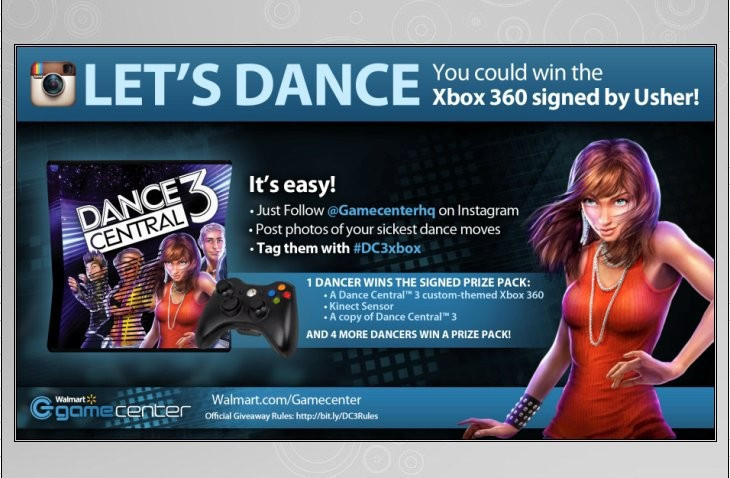 LET'S DANCE
You could win the
Xbox 360 signed by Usher!
DANCE
CENTRAL 3
It's easy!
• Just Follow @Gamecenterhq on Instagram
• Post photos of your sickest dance moves
• Tag them with #DC3xbox
1 DANCER WINS THE SIGNED PRIZE PACK:
• A Dance Central™ 3 custom-themed Xbox 360
• Kinect Sensor
• A copy of Dance Central™ 3
AND 4 MORE DANCERS WIN A PRIZE PACK!
Walmart
gamecenter
Walmart.com/Gamecenter
Official Giveaway Rules: http://bit.ly/DC3Rules